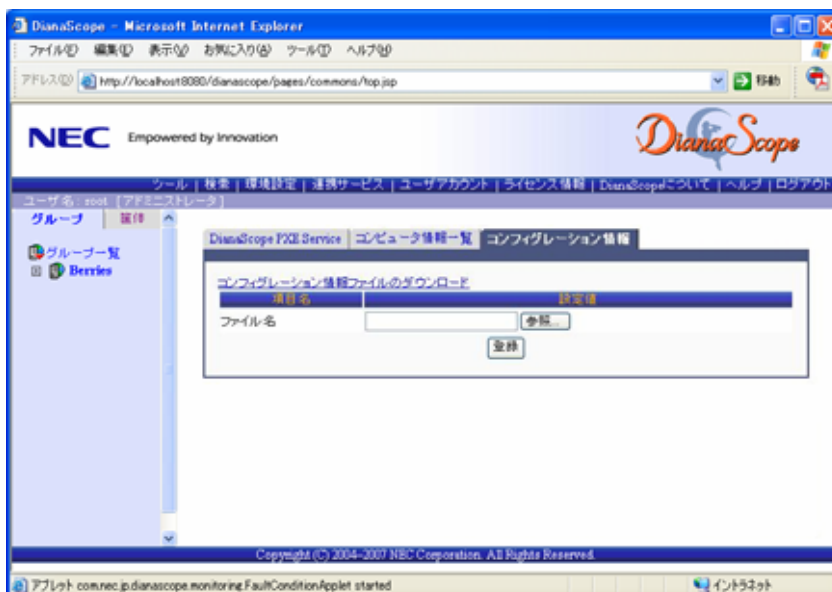 DianaScope - Microsoft Internet Explorer
ファイル(F) 編集(E) 表示(V) お気に入り(A) ツール(T) ヘルプ(H)
アドレス(D) http://localhost:8080/dianascope/pages/commons/top.jsp 移動
NEC Empowered by Innovation DianaScope
ツール | 検索 | 環境設定 | 連携サービス | ユーザアカウント | ライセンス情報 | DianaScopeについて | ヘルプ | ログアウト
ユーザ名 : root [アドミニストレータ]
グループ 筐体
グループ一覧
Berries
DianaScope PXE Service コンピュータ情報一覧 コンフィグレーション情報
コンフィグレーション情報ファイルのダウンロード
項目名 設定値
ファイル名 参照...
登録
Copyright (C) 2004-2007 NEC Corporation. All Rights Reserved.
アプレット com.nec.jp.dianascope.monitoring.FaultConditionApplet started イントラネット